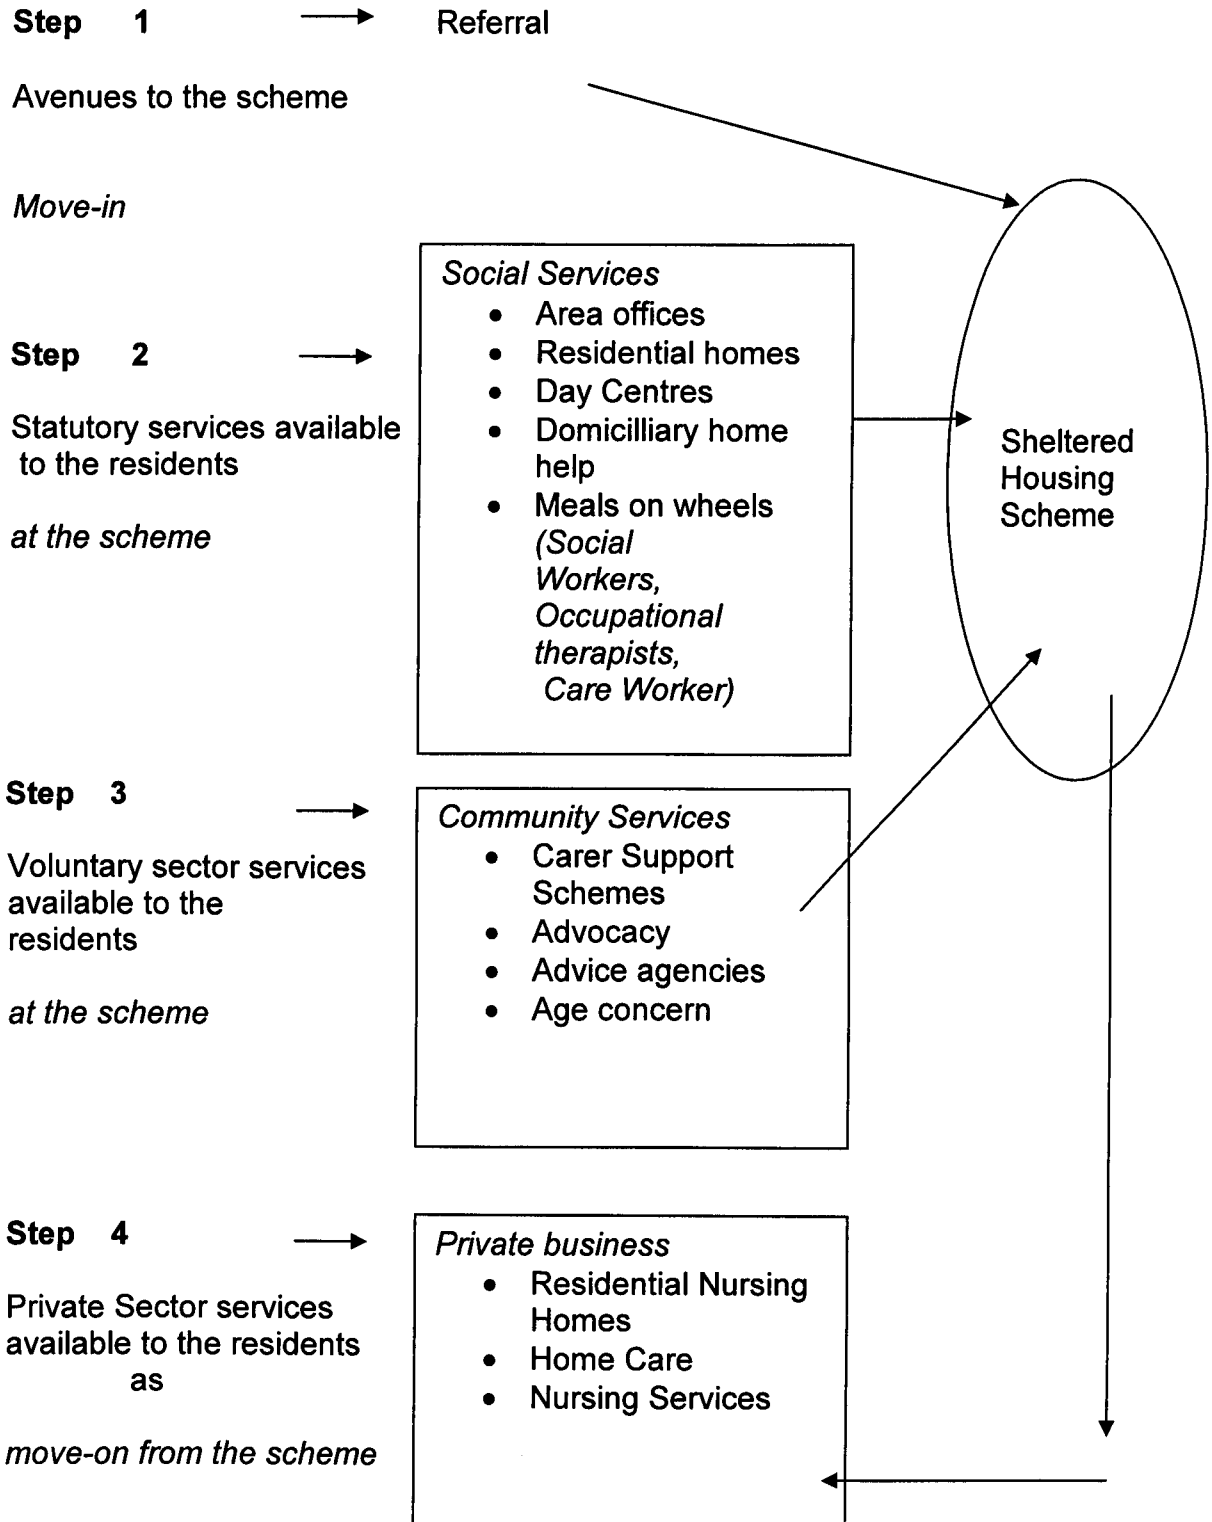 Step 1 Referral
Avenues to the scheme
Move-in
Step 2
Statutory services available
to the residents
at the scheme
Social Services
• Area offices
• Residential homes
• Day Centres
• Domicilliary home
help
• Meals on wheels
(Social
Workers,
Occupational
therapists,
Care Worker)
Sheltered
Housing
Scheme
Step 3
Voluntary sector services
available to the
residents
at the scheme
Community Services
• Carer Support
Schemes
• Advocacy
• Advice agencies
• Age concern
Step 4
Private Sector services
available to the residents
as
move-on from the scheme
Private business
• Residential Nursing
Homes
• Home Care
• Nursing Services